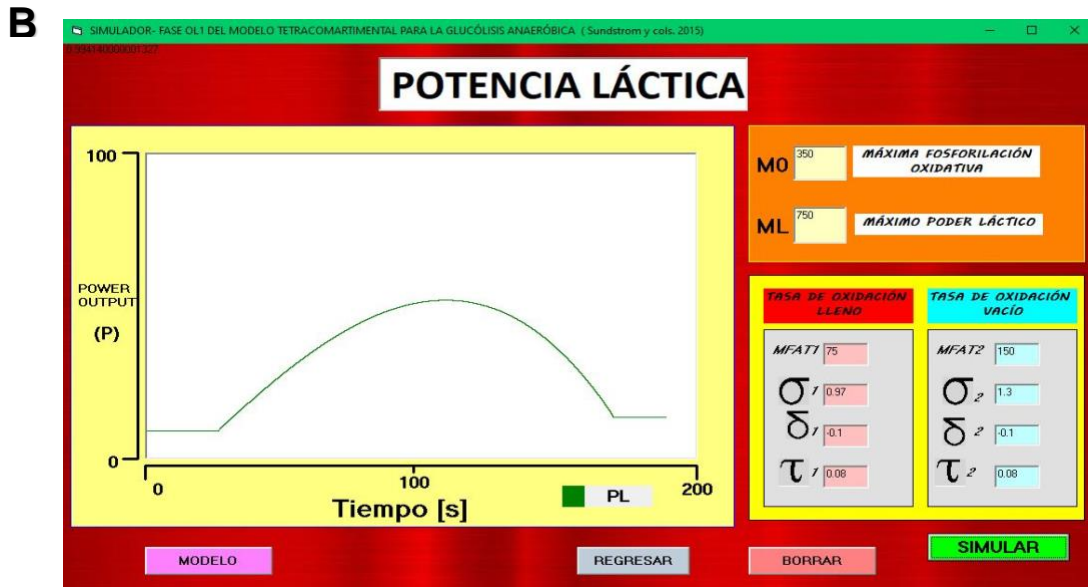 B
SIMULADOR- FASE OL1 DEL MODELO TETRACOMARTIMENTAL PARA LA GLUCÓLISIS ANAERÓBICA ( Sundstrom y cols. 2015)
0.994140000001327
POTENCIA LÁCTICA
100
POWER
OUTPUT
(P)
0
0
100
200
Tiempo [s]
PL
M0
350
MÁXIMA FOSFORILACIÓN
OXIDATIVA
ML
750
MÁXIMO PODER LÁCTICO
TASA DE OXIDACIÓN
LLENO
MFAT1
75
σ 1
0.97
δ 1
-0.1
τ 1
0.08
TASA DE OXIDACIÓN
VACÍO
MFAT2
150
σ 2
1.3
δ 2
-0.1
τ 2
0.08
MODELO
REGRESAR
BORRAR
SIMULAR